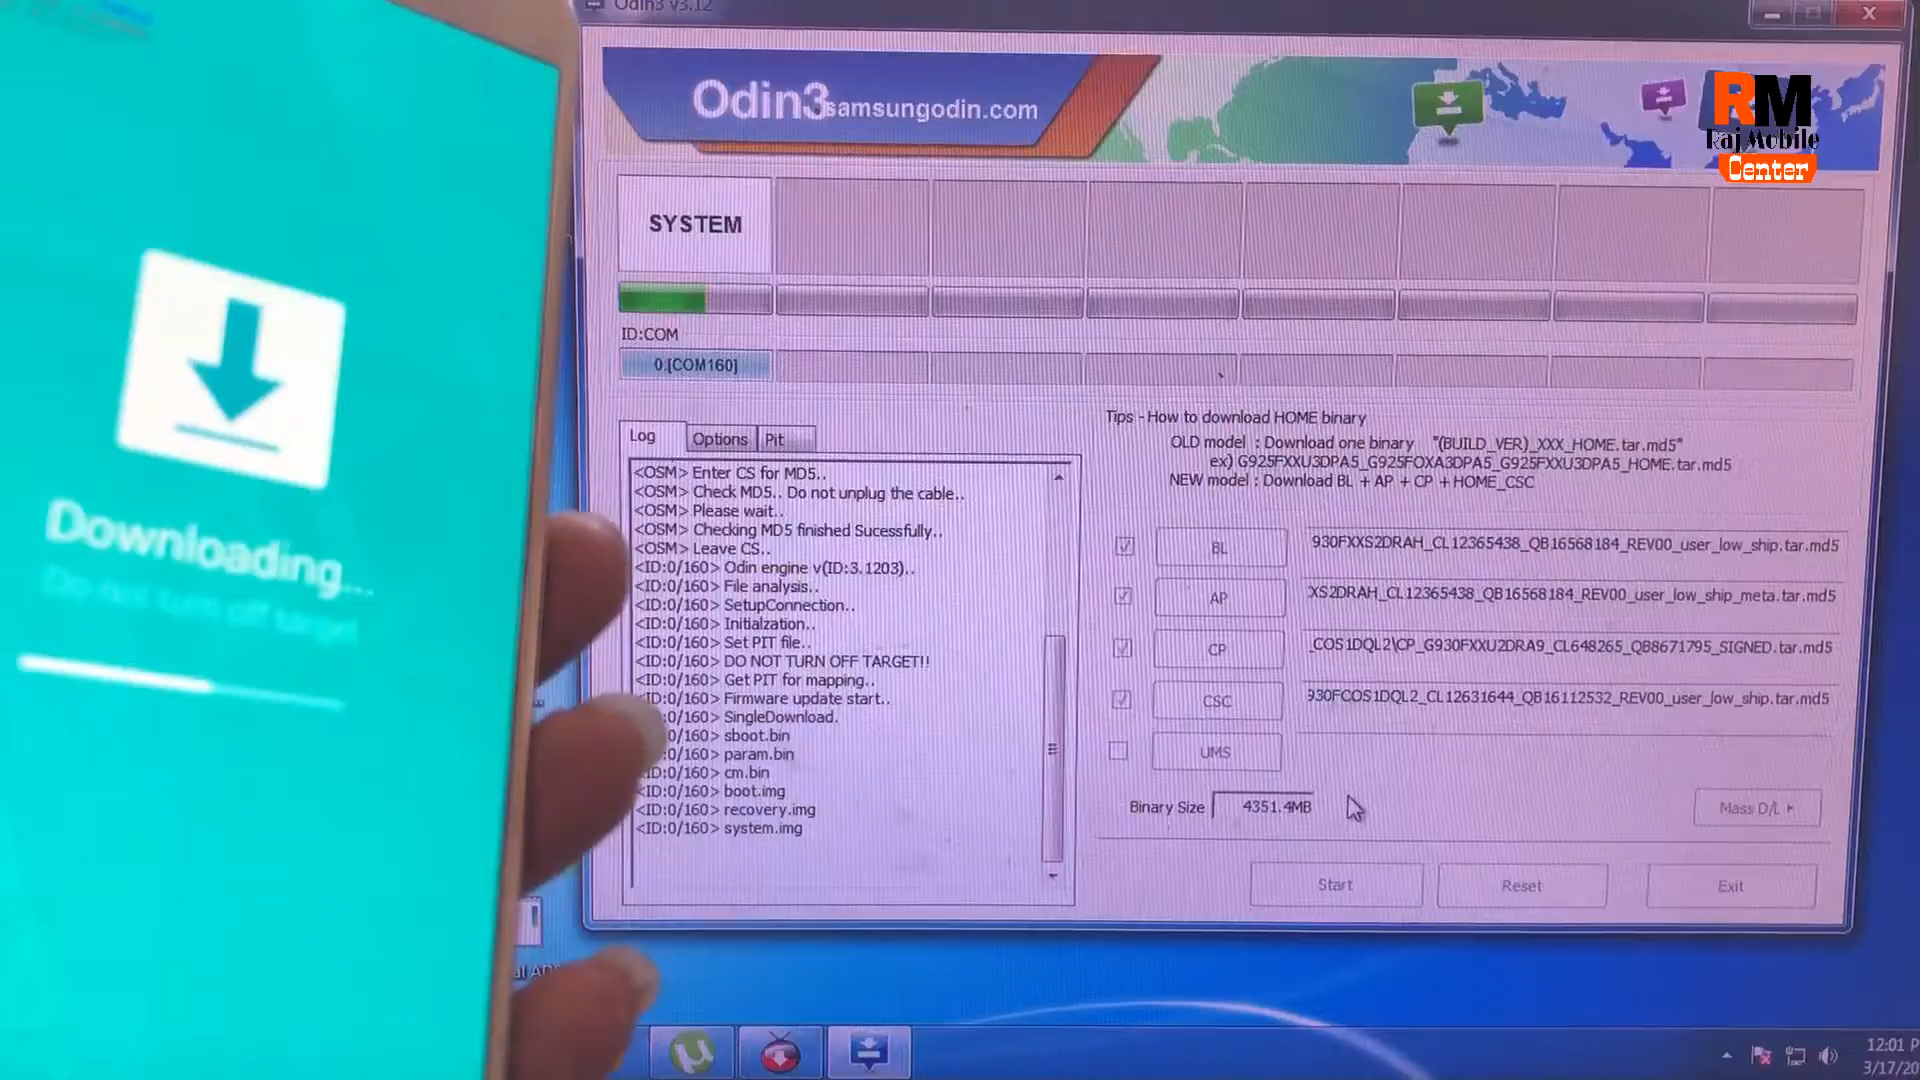 Odin3 v3.12
Odin3
samsungodin.com
RM
Raj Mobile
Center
SYSTEM
ID:COM
0:[COM160]
Downloading...
Do not turn off target
Log
Options
Pit
<OSM> Enter CS for MD5..
<OSM> Check MD5.. Do not unplug the cable..
<OSM> Please wait..
<OSM> Checking MD5 finished Sucessfully..
<OSM> Leave CS..
<ID:0/160> Odin engine v(ID:3.1203)..
<ID:0/160> File analysis..
<ID:0/160> SetupConnection..
<ID:0/160> Initialzation..
<ID:0/160> Set PIT file..
<ID:0/160> DO NOT TURN OFF TARGET!!
<ID:0/160> Get PIT for mapping..
<ID:0/160> Firmware update start..
:0/160> SingleDownload.
:0/160> sboot.bin
:0/160> param.bin
ID:0/160> cm.bin
<ID:0/160> boot.img
<ID:0/160> recovery.img
<ID:0/160> system.img
Tips - How to download HOME binary
OLD model : Download one binary "(BUILD_VER)_XXX_HOME.tar.md5"
ex) G925FXXU3DPA5_G925FOXA3DPA5_G925FXXU3DPA5_HOME.tar.md5
NEW model : Download BL + AP + CP + HOME_CSC
BL
930FXXS2DRAH_CL12365438_QB16568184_REV00_user_low_ship.tar.md5
AP
XS2DRAH_CL12365438_QB16568184_REV00_user_low_ship_meta.tar.md5
CP
_COS1DQL2\CP_G930FXXU2DRA9_CL648265_QB8671795_SIGNED.tar.md5
CSC
930FCOS1DQL2_CL12631644_QB16112532_REV00_user_low_ship.tar.md5
UMS
Binary Size
4351.4MB
Mass D/L
Start
Reset
Exit
12:01 P
3/17/20